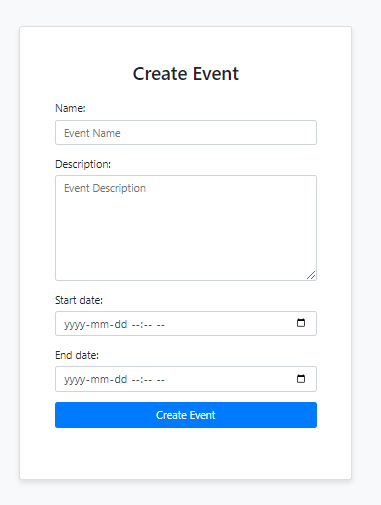 Create Event
Name:
Event Name
Description:
Event Description
Start date:
yyyy-mm-dd --:-- --
End date:
yyyy-mm-dd --:-- --
Create Event